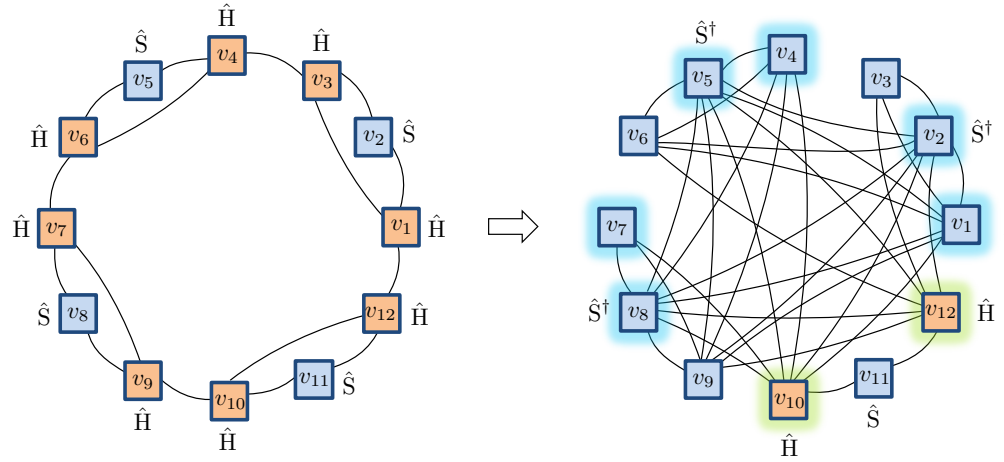 Ĥ
Ŝ
v₄
Ĥ
v₅
v₃
Ĥ
v₆
v₂
Ŝ
Ĥ
v₇
v₁
Ĥ
Ŝ
v₈
v₁₂
Ĥ
v₉
v₁₁
Ŝ
v₁₀
Ĥ
Ĥ
Ŝ†
v₄
v₅
v₃
v₆
v₂
Ŝ†
v₇
v₁
Ŝ†
v₈
v₁₂
Ĥ
v₉
v₁₁
v₁₀
Ŝ
Ĥ